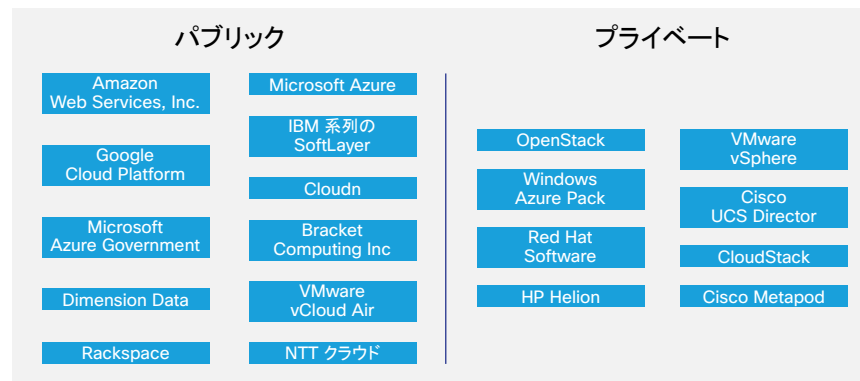 パブリック
Amazon
Web Services, Inc.
Google
Cloud Platform
Microsoft
Azure Government
Dimension Data
Rackspace
Microsoft Azure
IBM 系列の
SoftLayer
Cloudn
Bracket
Computing Inc
VMware
vCloud Air
NTT クラウド
プライベート
OpenStack
Windows
Azure Pack
Red Hat
Software
HP Helion
VMware
vSphere
Cisco
UCS Director
CloudStack
Cisco Metapod